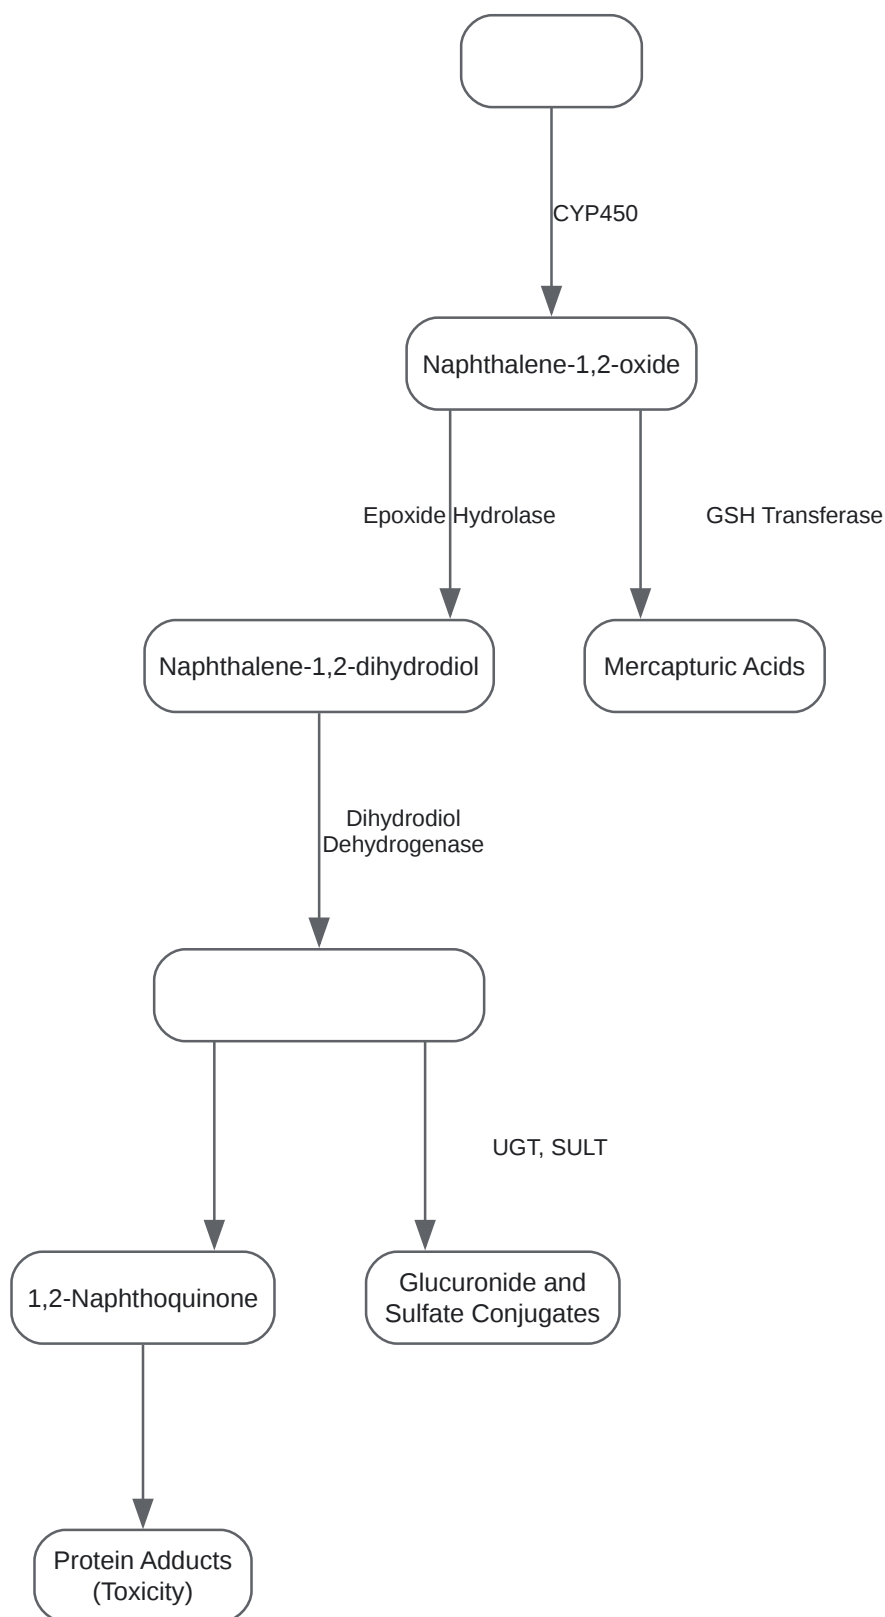 CYP450
Naphthalene-1,2-oxide
Epoxide Hydrolase
GSH Transferase
Naphthalene-1,2-dihydrodiol
Mercapturic Acids
Dihydrodiol
Dehydrogenase
UGT, SULT
1,2-Naphthoquinone
Glucuronide and
Sulfate Conjugates
Protein Adducts
(Toxicity)